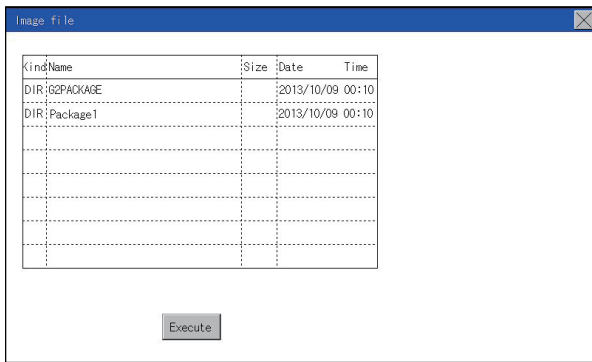 Image file
Kind Name Size Date Time
DIR G2PACKAGE 2013/10/09 00:10
DIR Package1 2013/10/09 00:10
Execute